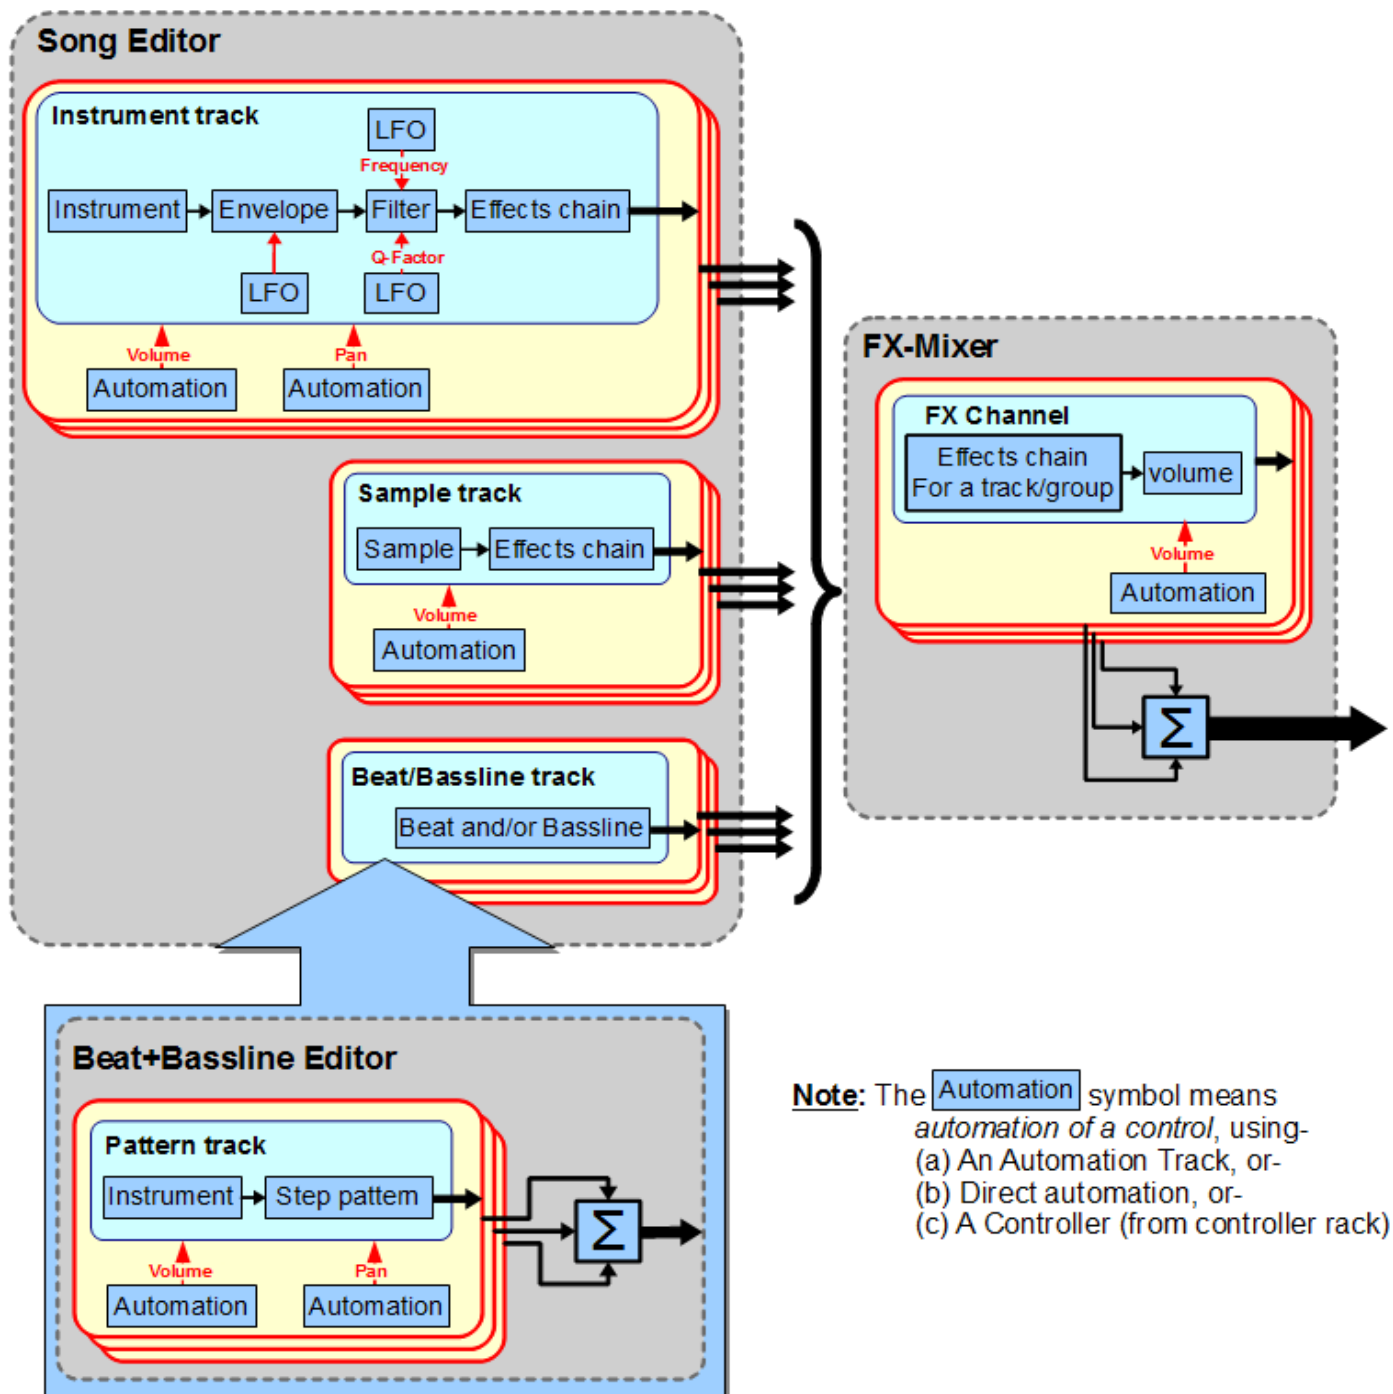 Song Editor
Instrument track
LFO
Frequency
Instrument
Envelope
Filter
Effects chain
Q-Factor
LFO
LFO
Volume
Pan
Automation
Automation
Sample track
Sample
Effects chain
Volume
Automation
Beat/Bassline track
Beat and/or Bassline
FX-Mixer
FX Channel
Effects chain
For a track/group
volume
Volume
Automation
Σ
Beat+Bassline Editor
Pattern track
Instrument
Step pattern
Σ
Volume
Pan
Automation
Automation
Note: The Automation symbol means
automation of a control, using-
(a) An Automation Track, or-
(b) Direct automation, or-
(c) A Controller (from controller rack)